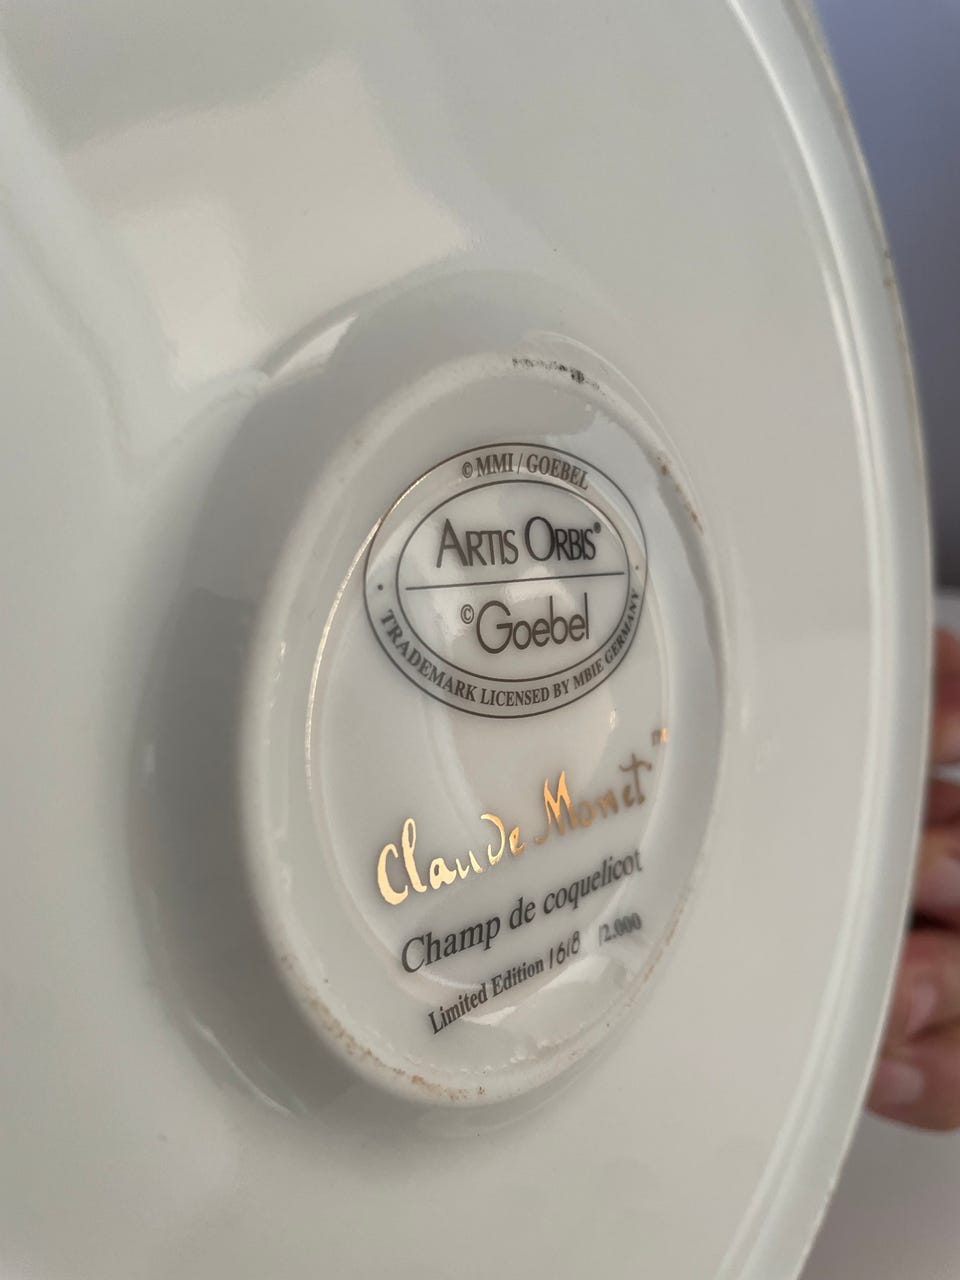 © MMI / GOEBEL
ARTIS ORBIS®
© Goebel
• TRADEMARK LICENSED BY MBIE GERMANY •
Claude Monet™
Champ de coquelicot
Limited Edition 1618 /2.000